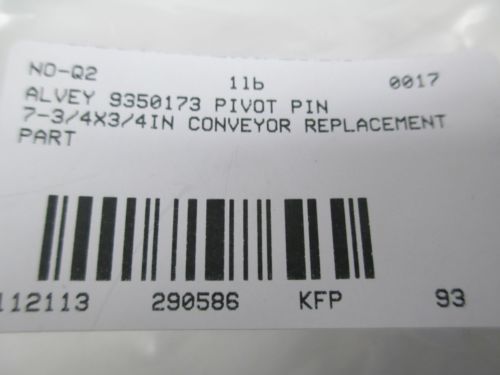 NO-Q2 1lb 0017
ALVEY 9350173 PIVOT PIN
7-3/4X3/4IN CONVEYOR REPLACEMENT
PART
112113 290586 KFP 93